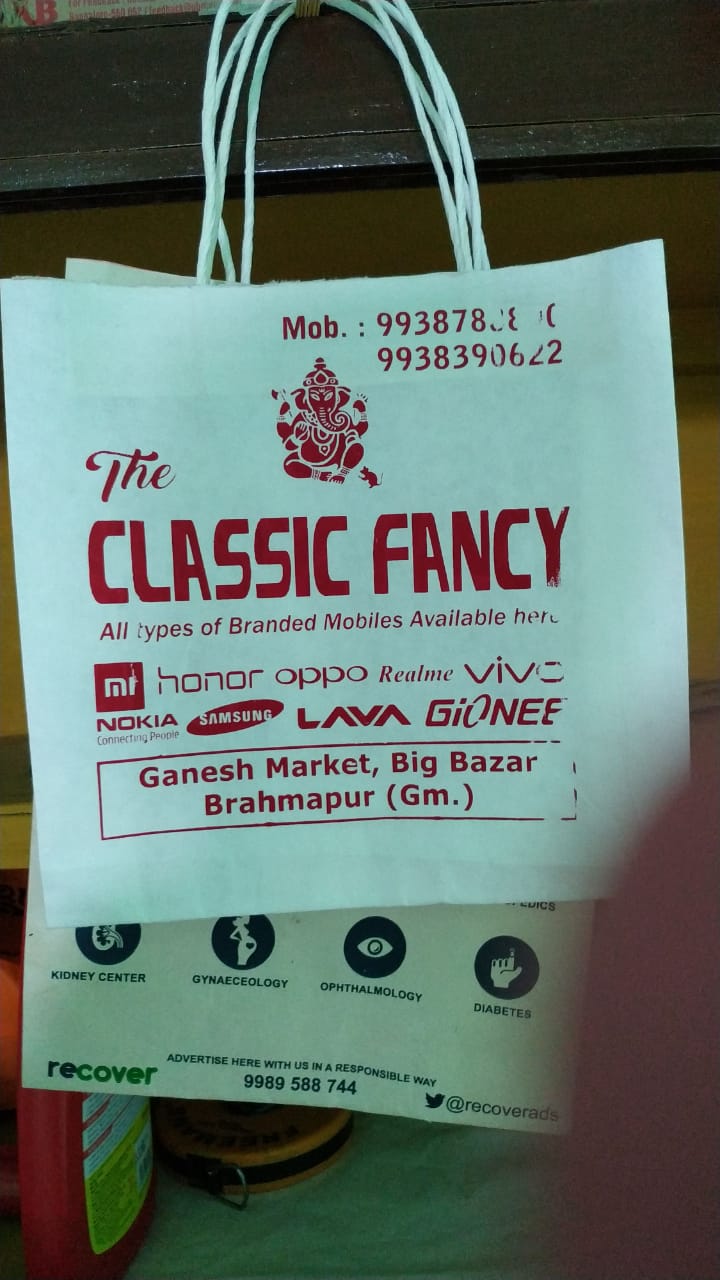 Mob. :
9938390622
The
CLASSIC FANCY
All types of Branded Mobiles Available here
mi honor oppo Realme vivo
NOKIA SAMSUNG LAVA GiONEE
Connecting People
Ganesh Market, Big Bazar
Brahmapur (Gm.)
KIDNEY CENTER GYNAECEOLOGY OPHTHALMOLOGY DIABETES
recover ADVERTISE HERE WITH US IN A RESPONSIBLE WAY
9989 588 744
@recoverads